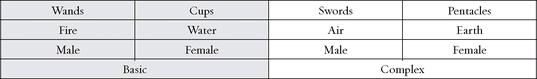 Wands Cups Swords Pentacles
Fire Water Air Earth
Male Female Male Female
Basic Complex